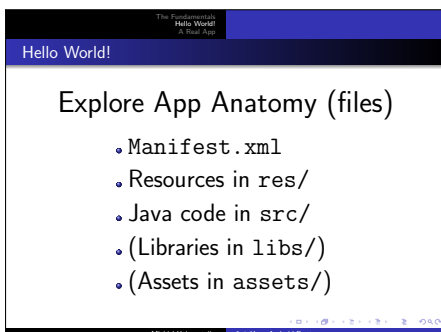 The Fundamentals
Hello World!
A Real App
Hello World!
Explore App Anatomy (files)
Manifest.xml
Resources in res/
Java code in src/
(Libraries in libs/)
(Assets in assets/)